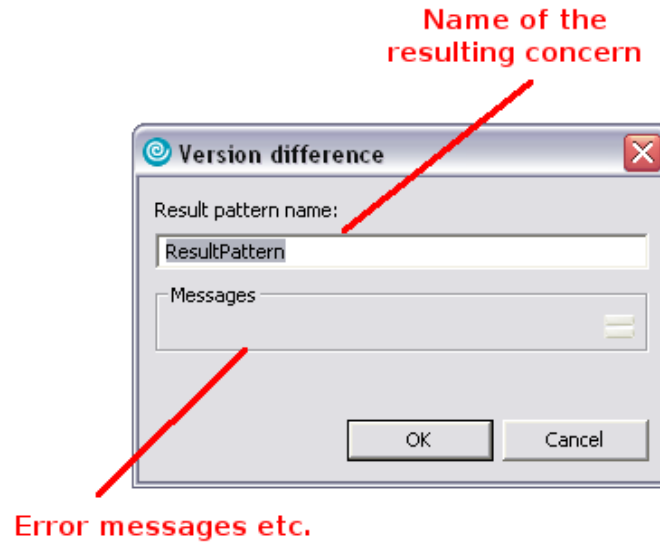 Name of the
resulting concern
Version difference
Result pattern name:
ResultPattern
Messages
OK
Cancel
Error messages etc.